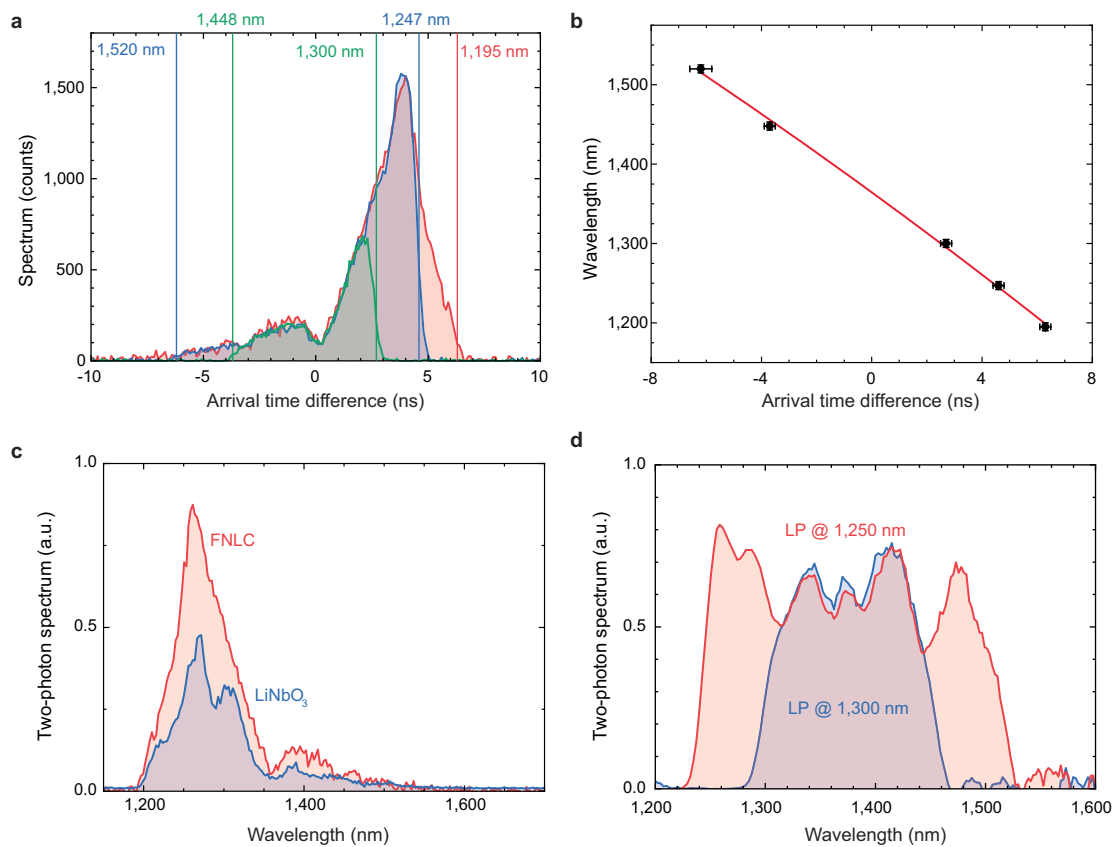 a
1,448 nm
1,247 nm
1,520 nm
1,300 nm
1,195 nm
1,500
1,000
500
0
Spectrum (counts)
-10
-5
0
5
10
Arrival time difference (ns)
b
1,500
1,400
1,300
1,200
Wavelength (nm)
-8
-4
0
4
8
Arrival time difference (ns)
c
1.0
0.5
0.0
Two-photon spectrum (a.u.)
FNLC
LiNbO₃
1,200
1,400
1,600
Wavelength (nm)
d
1.0
0.5
0.0
Two-photon spectrum (a.u.)
LP @ 1,250 nm
LP @ 1,300 nm
1,200
1,300
1,400
1,500
1,600
Wavelength (nm)